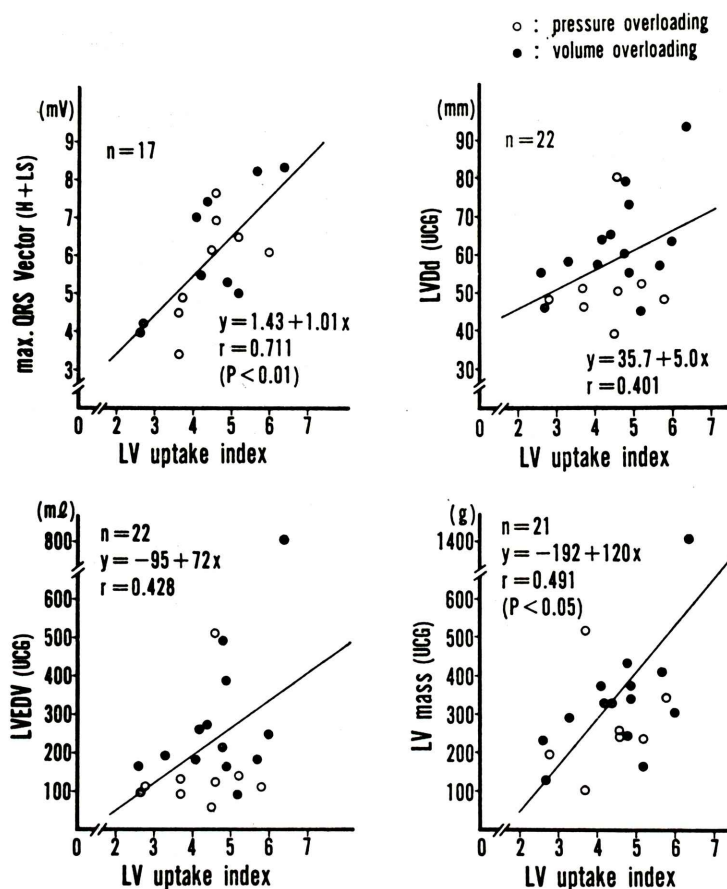 ○ : pressure overloading
● : volume overloading
(mV)
9
8
7
6
5
4
3
max. QRS Vector (H+LS)
n=17
y=1.43+1.01x
r=0.711
(P<0.01)
0 2 3 4 5 6 7
LV uptake index
(mm)
90
80
70
60
50
40
30
LVDd (UCG)
n=22
y=35.7+5.0x
r=0.401
0 2 3 4 5 6 7
LV uptake index
(mℓ)
800
600
500
400
300
200
100
LVEDV (UCG)
n=22
y=-95+72x
r=0.428
0 2 3 4 5 6 7
LV uptake index
(g)
1400
600
500
400
300
200
100
LV mass (UCG)
n=21
y=-192+120x
r=0.491
(P<0.05)
0 2 3 4 5 6 7
LV uptake index